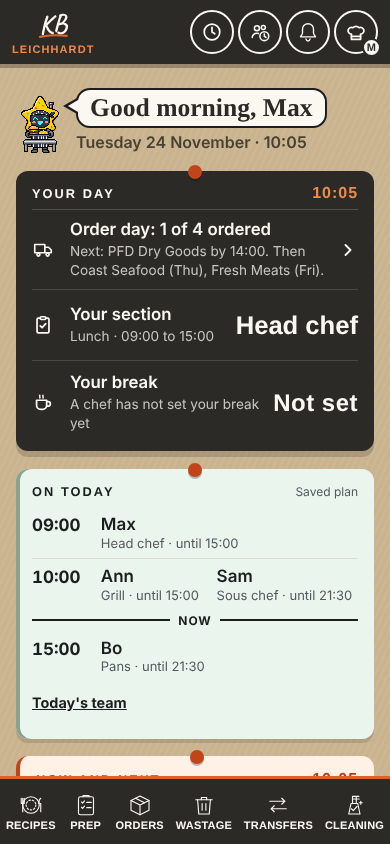 KB
LEICHHARDT
M
Good morning, Max
Tuesday 24 November · 10:05
YOUR DAY 10:05
Order day: 1 of 4 ordered
Next: PFD Dry Goods by 14:00. Then
Coast Seafood (Thu), Fresh Meats (Fri).
Your section
Lunch · 09:00 to 15:00
Head chef
Your break
A chef has not set your break
yet
Not set
ON TODAY Saved plan
09:00 Max
Head chef · until 15:00
10:00 Ann Sam
Grill · until 15:00 Sous chef · until 21:30
NOW
15:00 Bo
Pans · until 21:30
Today's team
RECIPES PREP ORDERS WASTAGE TRANSFERS CLEANING